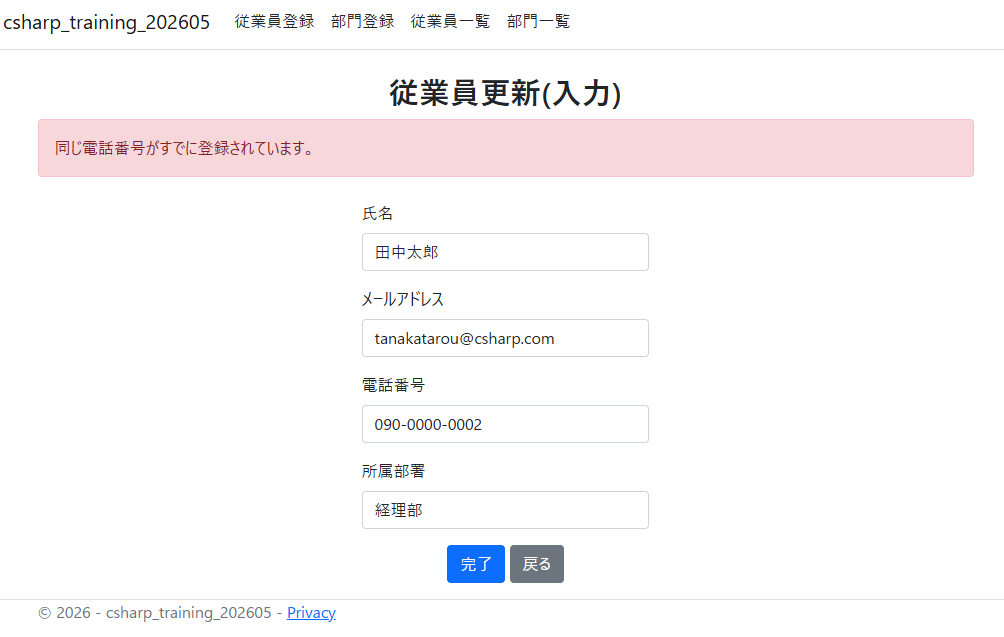 csharp_training_202605 従業員登録 部門登録 従業員一覧 部門一覧
従業員更新(入力)
同じ電話番号がすでに登録されています。
氏名
田中太郎
メールアドレス
tanakatarou@csharp.com
電話番号
090-0000-0002
所属部署
経理部
完了 戻る
© 2026 - csharp_training_202605 - Privacy